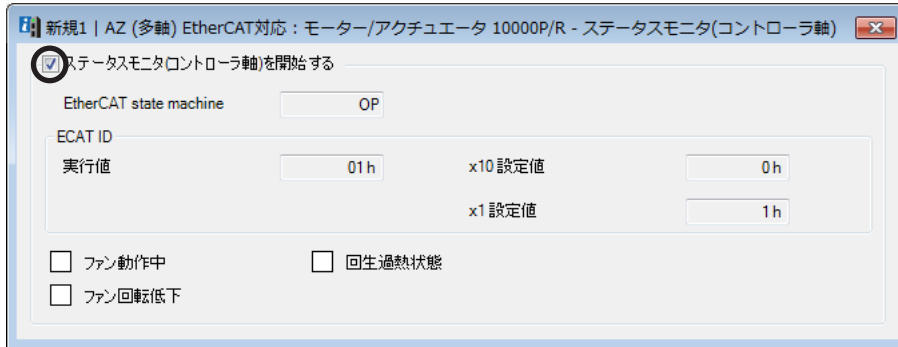 新規1 | AZ (多軸) EtherCAT対応：モーター/アクチュエータ 10000P/R - ステータスモニタ(コントローラ軸)
ステータスモニタ(コントローラ軸)を開始する
EtherCAT state machine OP
ECAT ID
実行値 01h x10設定値 0h
x1設定値 1h
ファン動作中 回生過熱状態
ファン回転低下